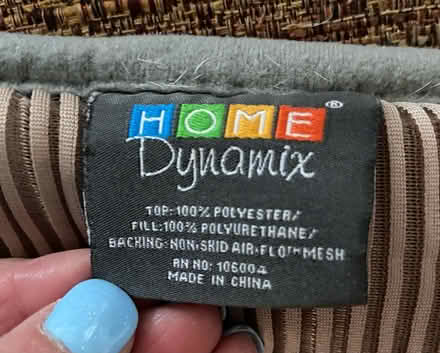 HOME®
Dynamix
TOP: 100% POLYESTER/
FILL: 100% POLYURETHANE/
BACKING: NON-SKID AIR-FLO™ MESH
RN NO: 106004
MADE IN CHINA